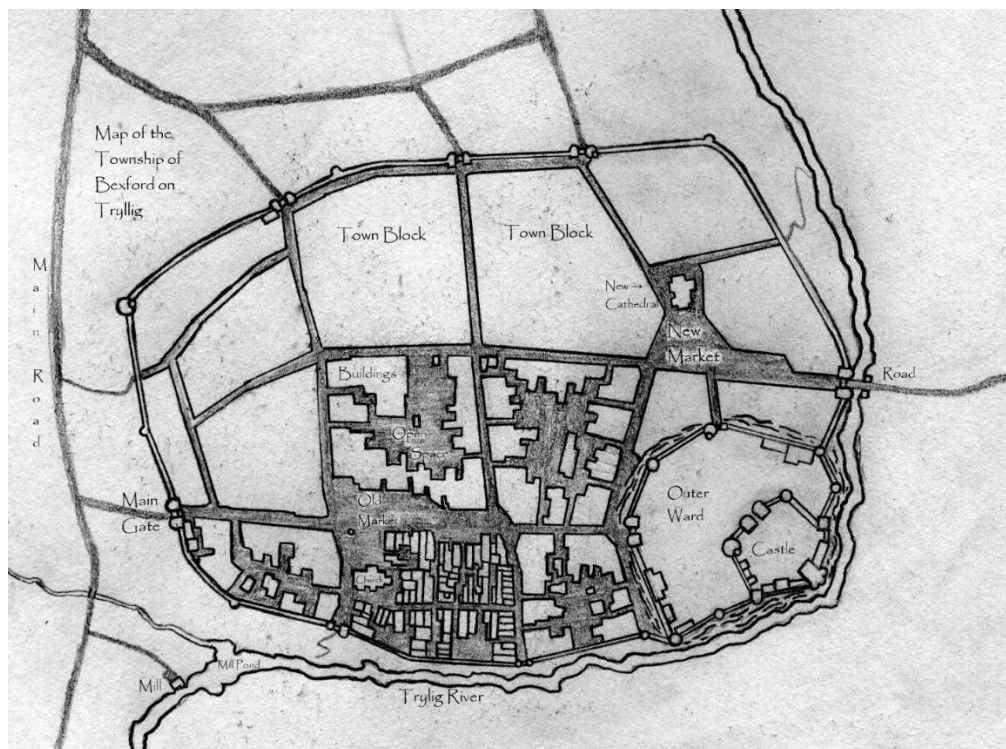 Map of the
Township of
Bexford on
Tryllig
Main Road
Town Block
Town Block
New →
Cathedral
New
Market
Road
Buildings
Open
Space
Old
Market
Main
Gate
Outer
Ward
Castle
Church
Mill Pond
Mill
Trylig River